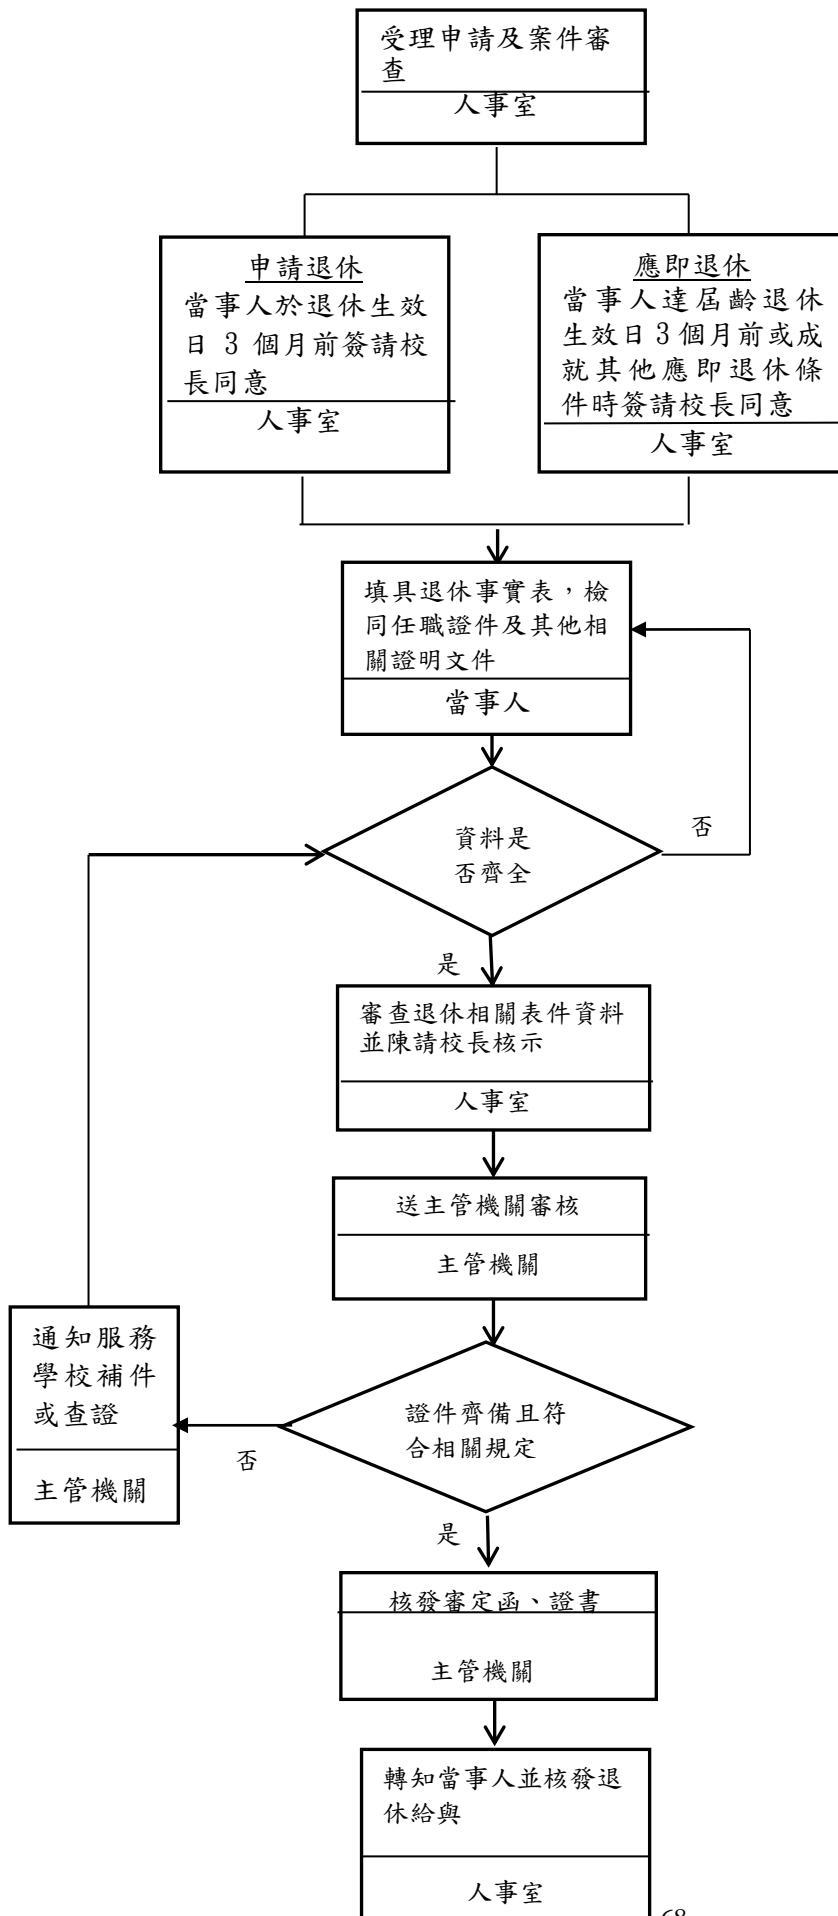 受理申請及案件審
查
人事室
申請退休
當事人於退休生效
日 3 個月前簽請校
長同意
人事室
應即退休
當事人達屆齡退休
生效日3個月前或成
就其他應即退休條
件時簽請校長同意
人事室
填具退休事實表，檢
同任職證件及其他相
關證明文件
當事人
資料是
否齊全
否
是
審查退休相關表件資料
並陳請校長核示
人事室
送主管機關審核
主管機關
通知服務
學校補件
或查證
主管機關
否
證件齊備且符
合相關規定
是
核發審定函、證書
主管機關
轉知當事人並核發退
休給與
人事室